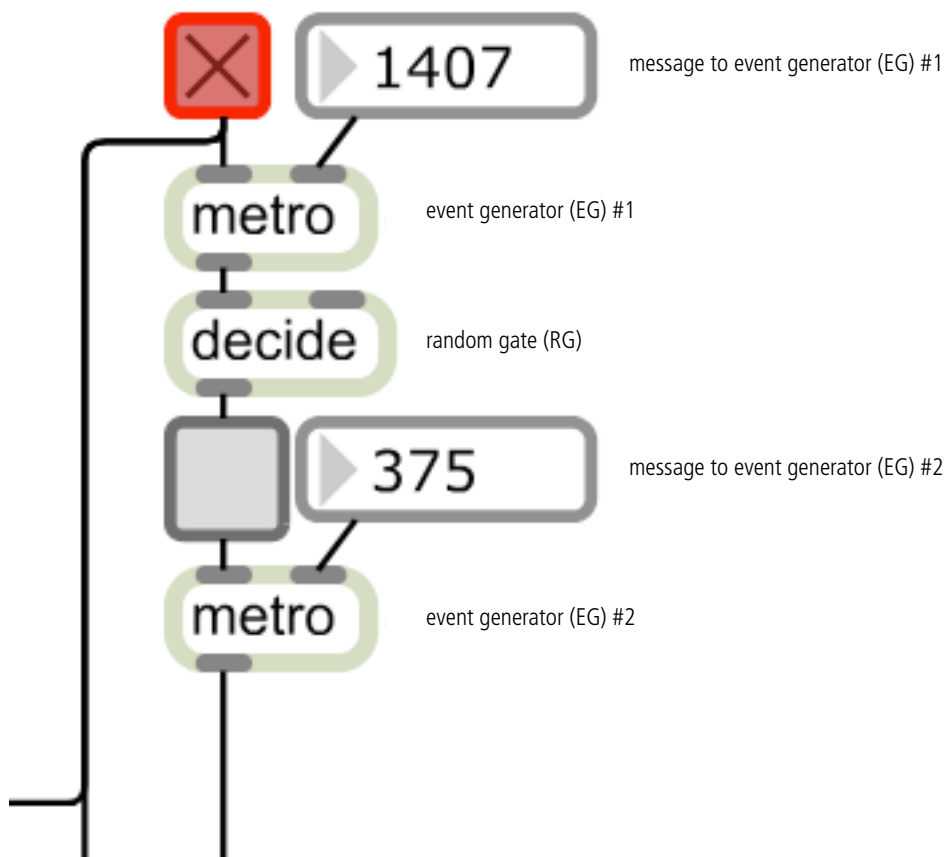 1407
message to event generator (EG) #1
metro
event generator (EG) #1
decide
random gate (RG)
375
message to event generator (EG) #2
metro
event generator (EG) #2